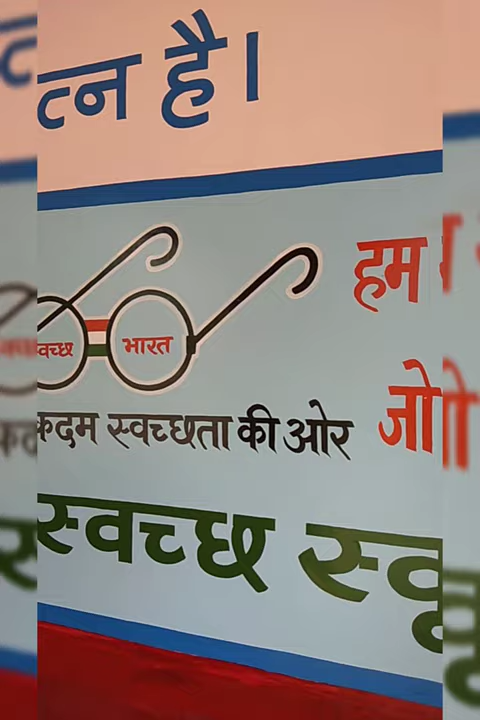 त्न है।
स्वच्छ भारत
हम
कदम स्वच्छता की ओर
जो
स्वच्छ स्कू